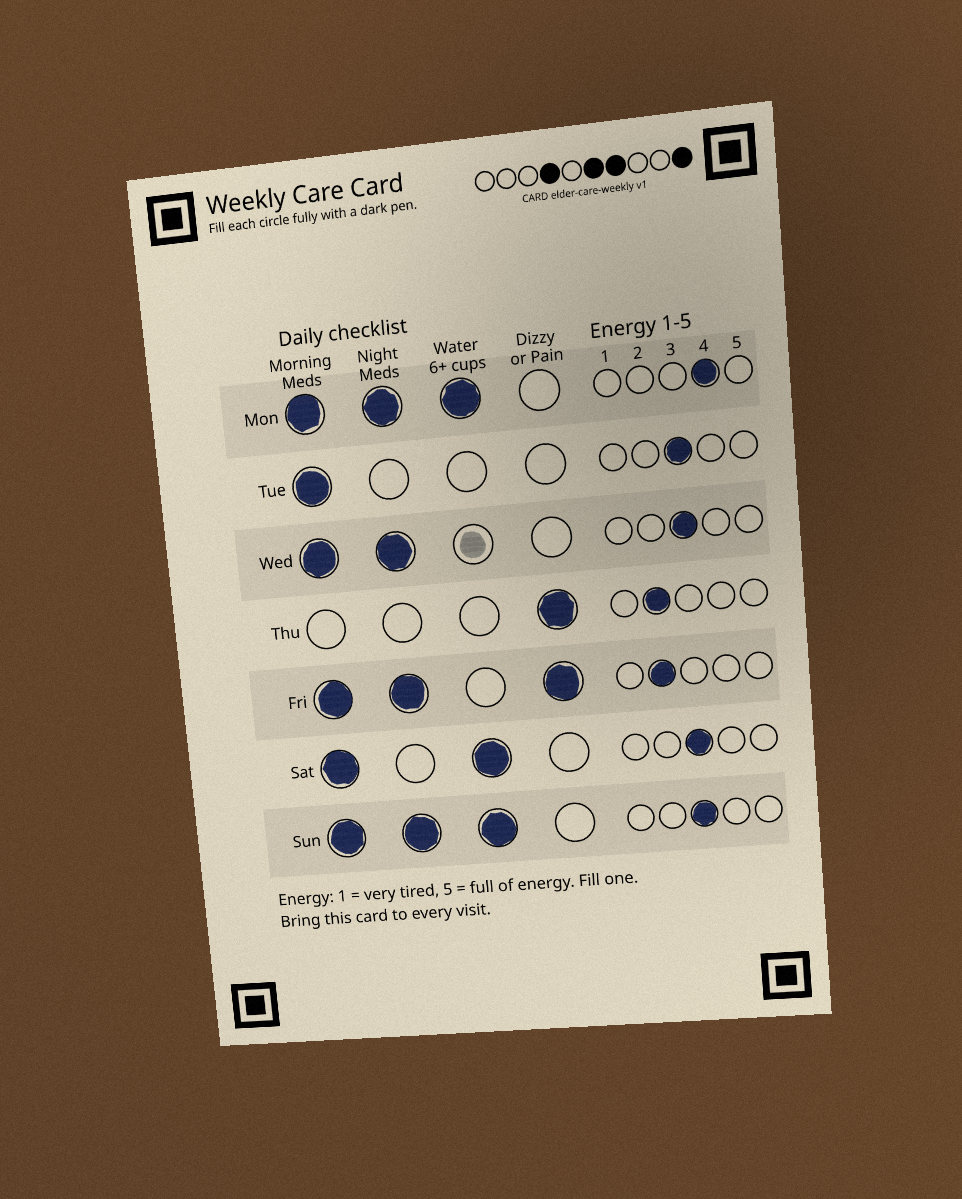 Weekly Care Card
Fill each circle fully with a dark pen.
CARD elder-care-weekly v1
Daily checklist
Energy 1-5
Morning Meds
Night Meds
Water 6+ cups
Dizzy or Pain
1 2 3 4 5
Mon
Tue
Wed
Thu
Fri
Sat
Sun
Energy: 1 = very tired, 5 = full of energy. Fill one.
Bring this card to every visit.